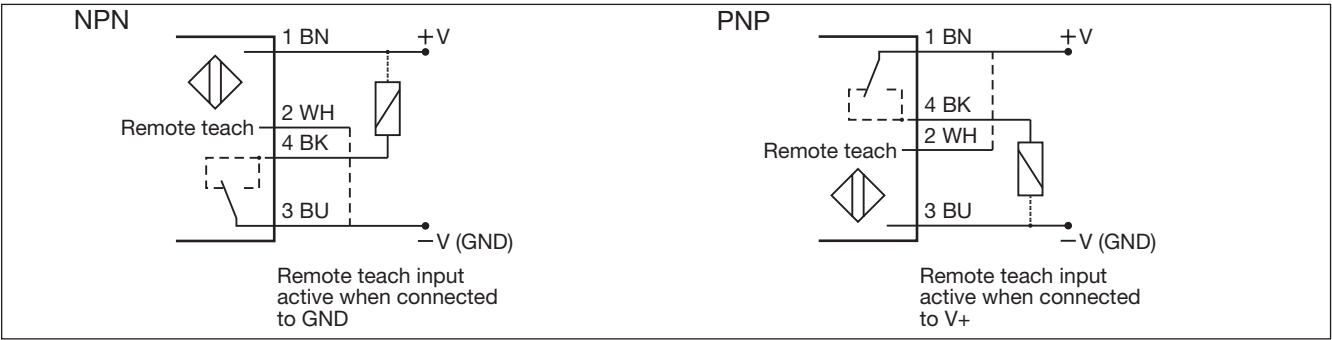 NPN
1 BN
+V
2 WH
Remote teach
4 BK
3 BU
−V (GND)
Remote teach input
active when connected
to GND
PNP
1 BN
+V
4 BK
2 WH
Remote teach
3 BU
−V (GND)
Remote teach input
active when connected
to V+